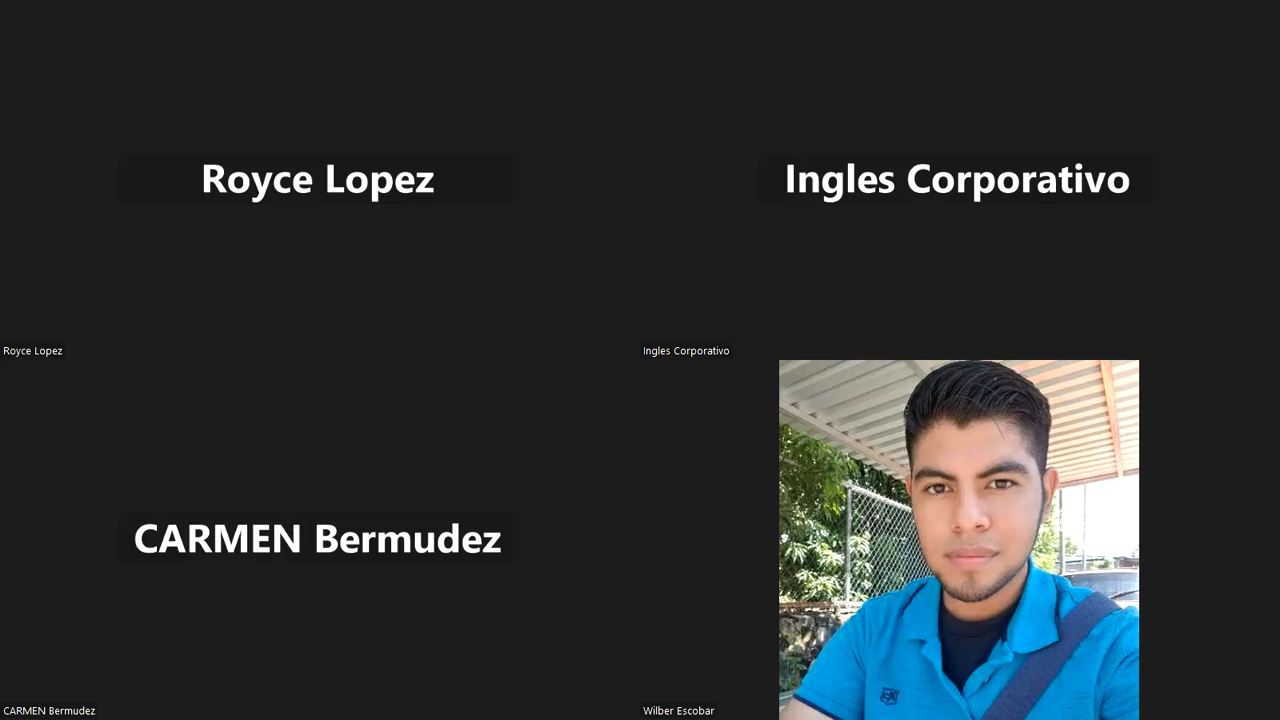 Royce Lopez
Ingles Corporativo
Royce Lopez
Ingles Corporativo
CARMEN Bermudez
CARMEN Bermudez
Wilber Escobar